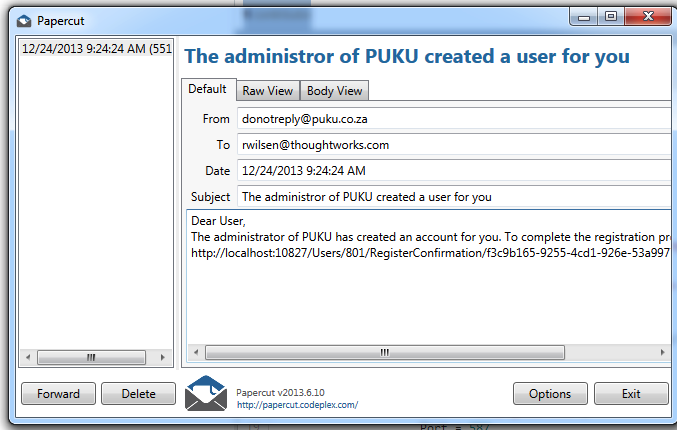 Papercut
12/24/2013 9:24:24 AM (551
The administror of PUKU created a user for you
Default Raw View Body View
From donotreply@puku.co.za
To rwilsen@thoughtworks.com
Date 12/24/2013 9:24:24 AM
Subject The administror of PUKU created a user for you
Dear User,
The administrator of PUKU has created an account for you. To complete the registration pr
http://localhost:10827/Users/801/RegisterConfirmation/f3c9b165-9255-4cd1-926e-53a997
Forward Delete Papercut v2013.6.10 Options Exit
http://papercut.codeplex.com/
Port = 587